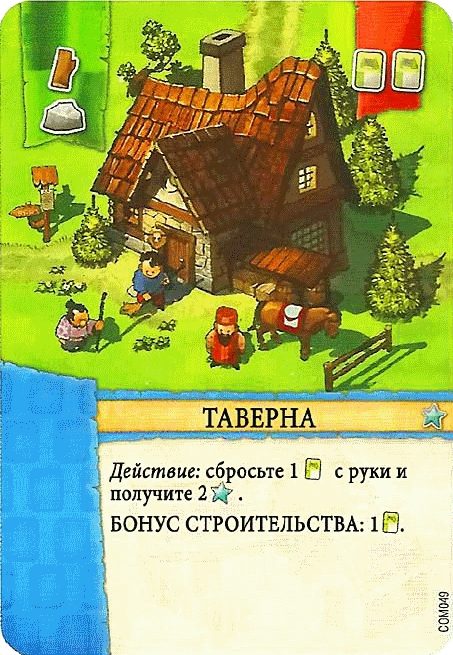 ТАВЕРНА
Действие: сбросьте 1 с руки и
получите 2 .
БОНУС СТРОИТЕЛЬСТВА: 1 .
COM049